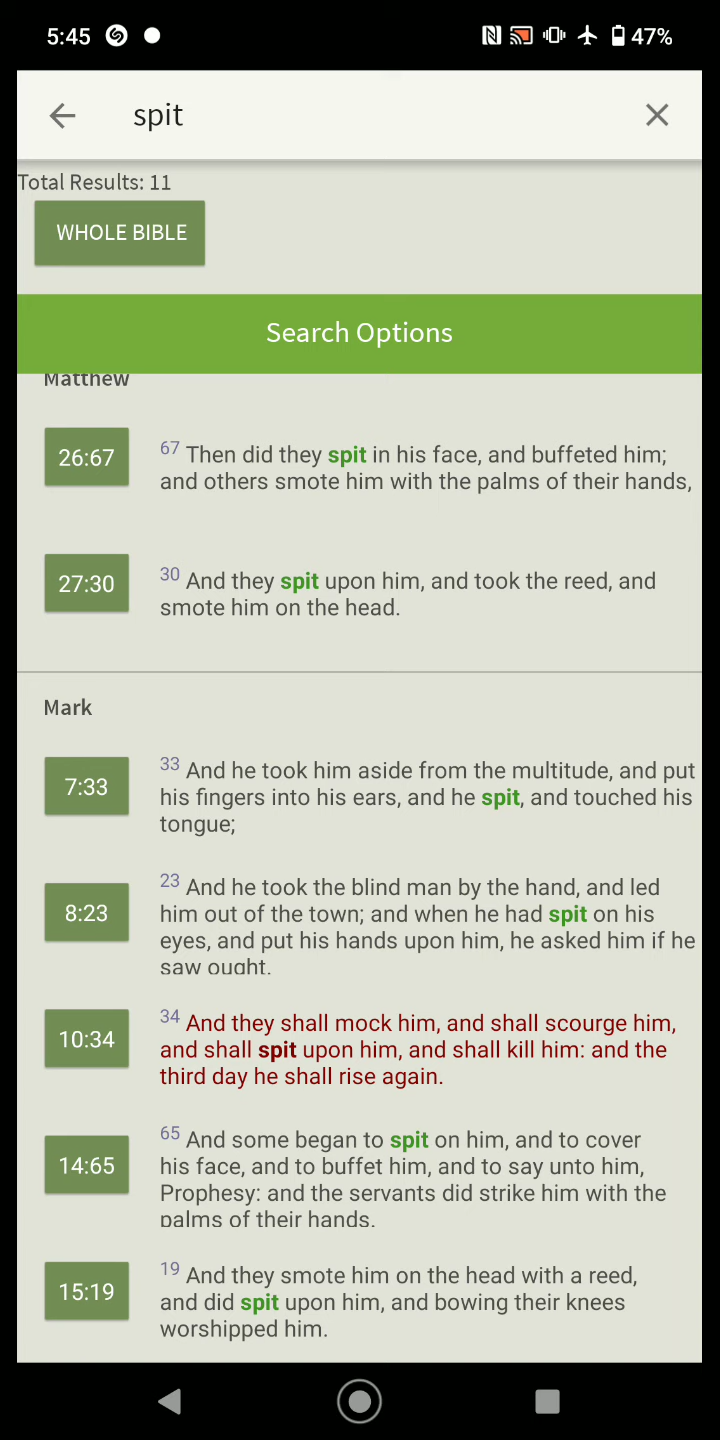 5:45 47%
spit
Total Results: 11
WHOLE BIBLE
Search Options
Matthew
26:67
67 Then did they spit in his face, and buffeted him;
and others smote him with the palms of their hands,
27:30
30 And they spit upon him, and took the reed, and
smote him on the head.
Mark
7:33
33 And he took him aside from the multitude, and put
his fingers into his ears, and he spit, and touched his
tongue;
8:23
23 And he took the blind man by the hand, and led
him out of the town; and when he had spit on his
eyes, and put his hands upon him, he asked him if he
saw ought.
10:34
34 And they shall mock him, and shall scourge him,
and shall spit upon him, and shall kill him: and the
third day he shall rise again.
14:65
65 And some began to spit on him, and to cover
his face, and to buffet him, and to say unto him,
Prophesy: and the servants did strike him with the
palms of their hands.
15:19
19 And they smote him on the head with a reed,
and did spit upon him, and bowing their knees
worshipped him.